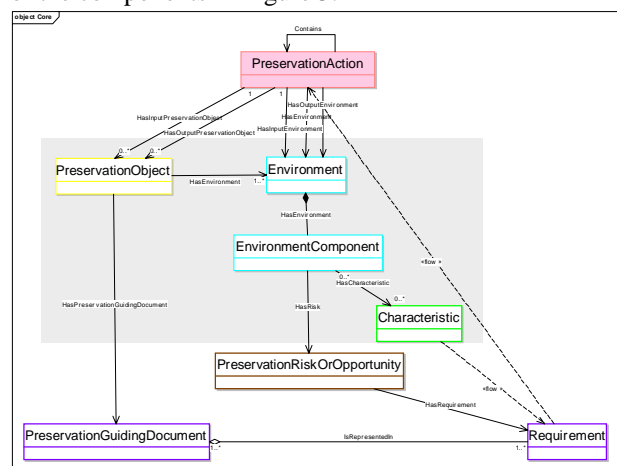 object Core
Contains
PreservationAction
1
1
HasOutputEnvironment
HasInputPreservationObject
HasEnvironment
HasOutputPreservationObject
HasInputEnvironment
0..*
0..*
PreservationObject
Environment
HasEnvironment
1..*
HasEnvironment
EnvironmentComponent
«flow »
0..*
HasCharacteristic
HasPreservationGuidingDocument
HasRisk
0..*
Characteristic
PreservationRiskOrOpportunity
«flow »
HasRequirement
PreservationGuidingDocument
IsRepresentedIn
Requirement
1..*
1..*